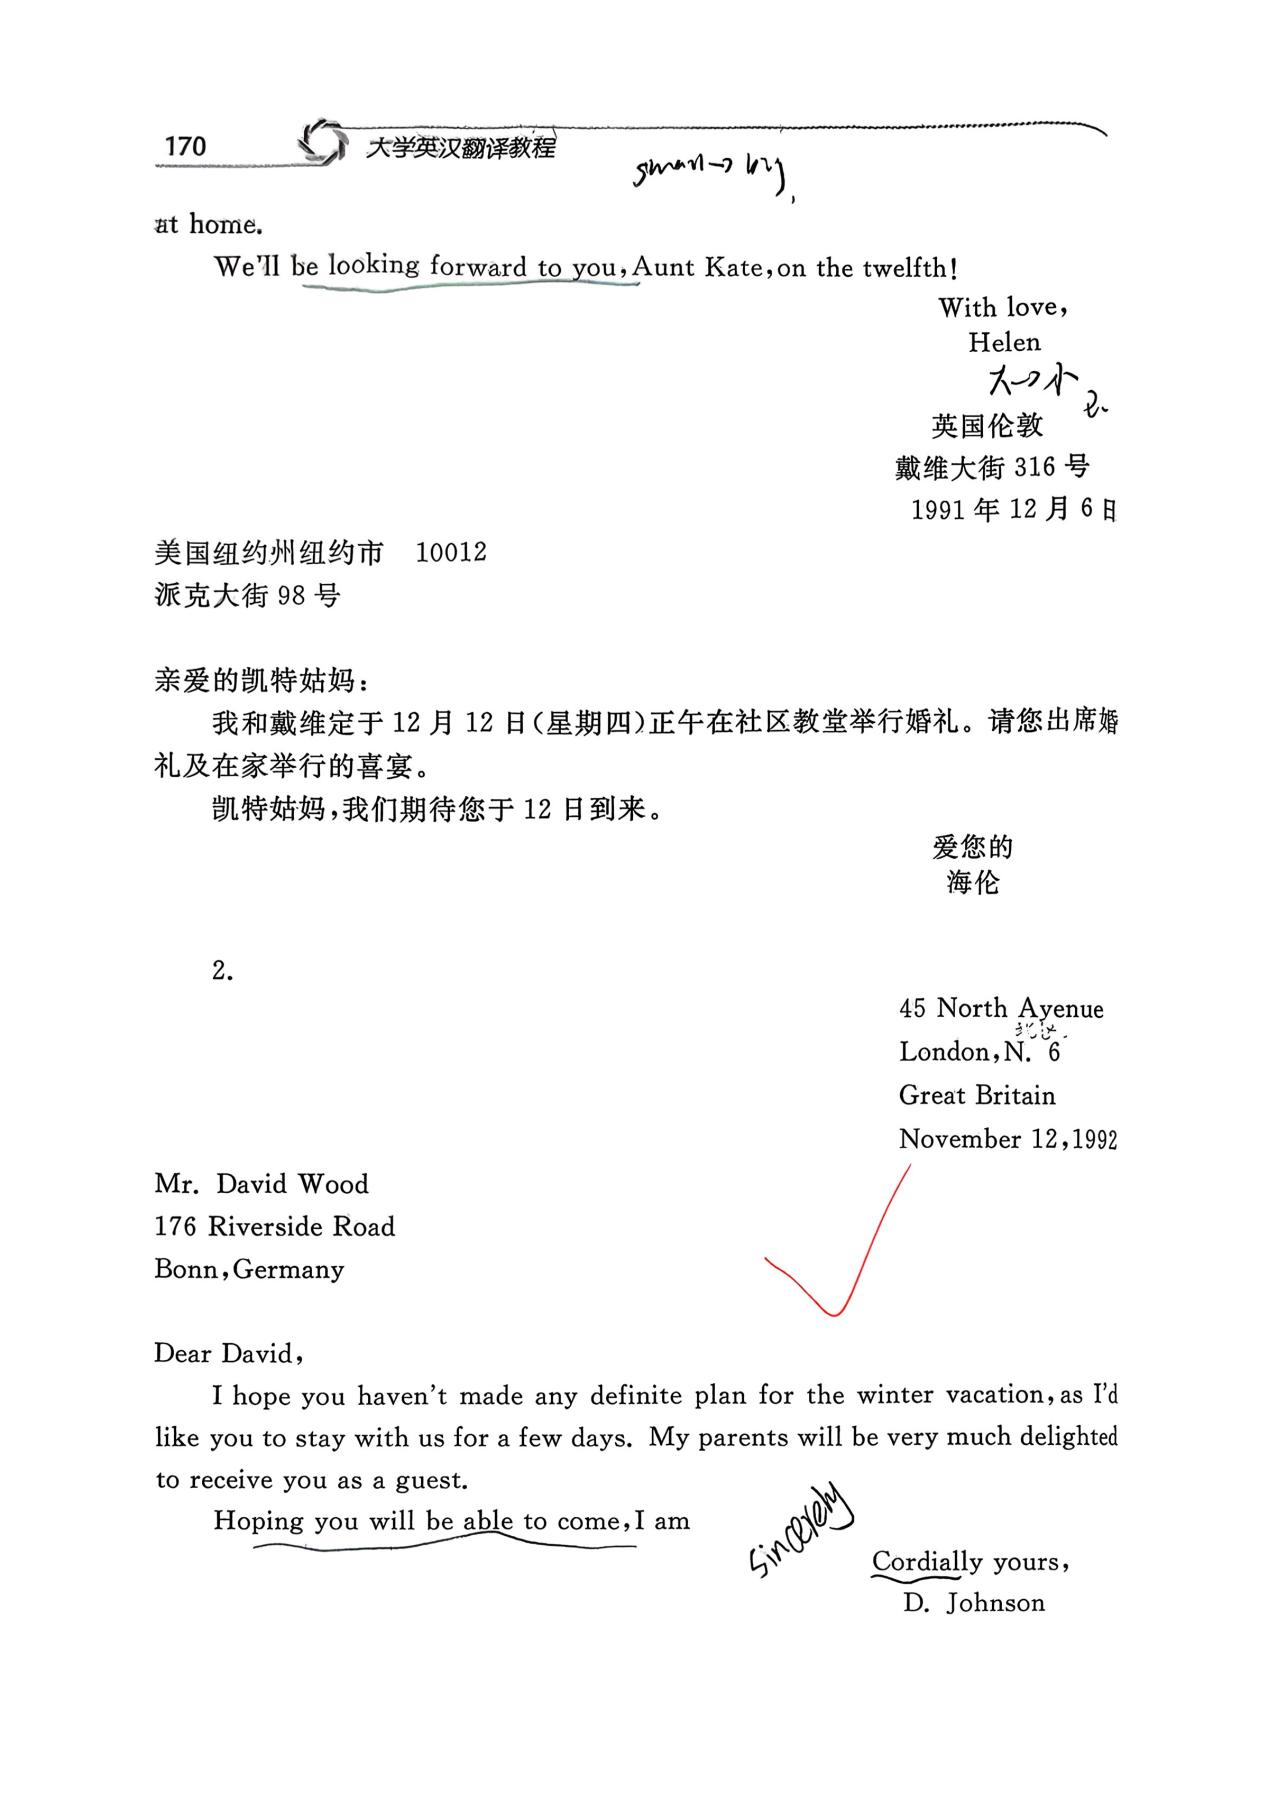 170 大学英汉翻译教程
small→big,
at home.
We'll be looking forward to you, Aunt Kate, on the twelfth!
With love,
Helen
大→小
英国伦敦
戴维大街 316 号
1991 年 12 月 6 日
美国纽约州纽约市 10012
派克大街 98 号
亲爱的凯特姑妈:
我和戴维定于 12 月 12 日(星期四)正午在社区教堂举行婚礼。请您出席婚
礼及在家举行的喜宴。
凯特姑妈,我们期待您于 12 日到来。
爱您的
海伦
2.
45 North Avenue
London, N. 6
Great Britain
November 12, 1992
Mr. David Wood
176 Riverside Road
Bonn, Germany
Dear David,
I hope you haven't made any definite plan for the winter vacation, as I'd
like you to stay with us for a few days. My parents will be very much delighted
to receive you as a guest.
Hoping you will be able to come, I am
Sincerely
Cordially yours,
D. Johnson